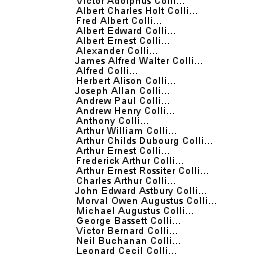 Victor Adolphus Colli...
Albert Charles Holt Colli...
Fred Albert Colli...
Albert Edward Colli...
Albert Ernest Colli...
Alexander Colli...
James Alfred Walter Colli...
Alfred Colli...
Herbert Alison Colli...
Joseph Allan Colli...
Andrew Paul Colli...
Andrew Henry Colli...
Anthony Colli...
Arthur William Colli...
Arthur Childs Dubourg Colli...
Arthur Ernest Colli...
Frederick Arthur Colli...
Arthur Ernest Rossiter Colli...
Charles Arthur Colli...
John Edward Astbury Colli...
Morval Owen Augustus Colli...
Michael Augustus Colli...
George Bassett Colli...
Victor Bernard Colli...
Neil Buchanan Colli...
Leonard Cecil Colli...